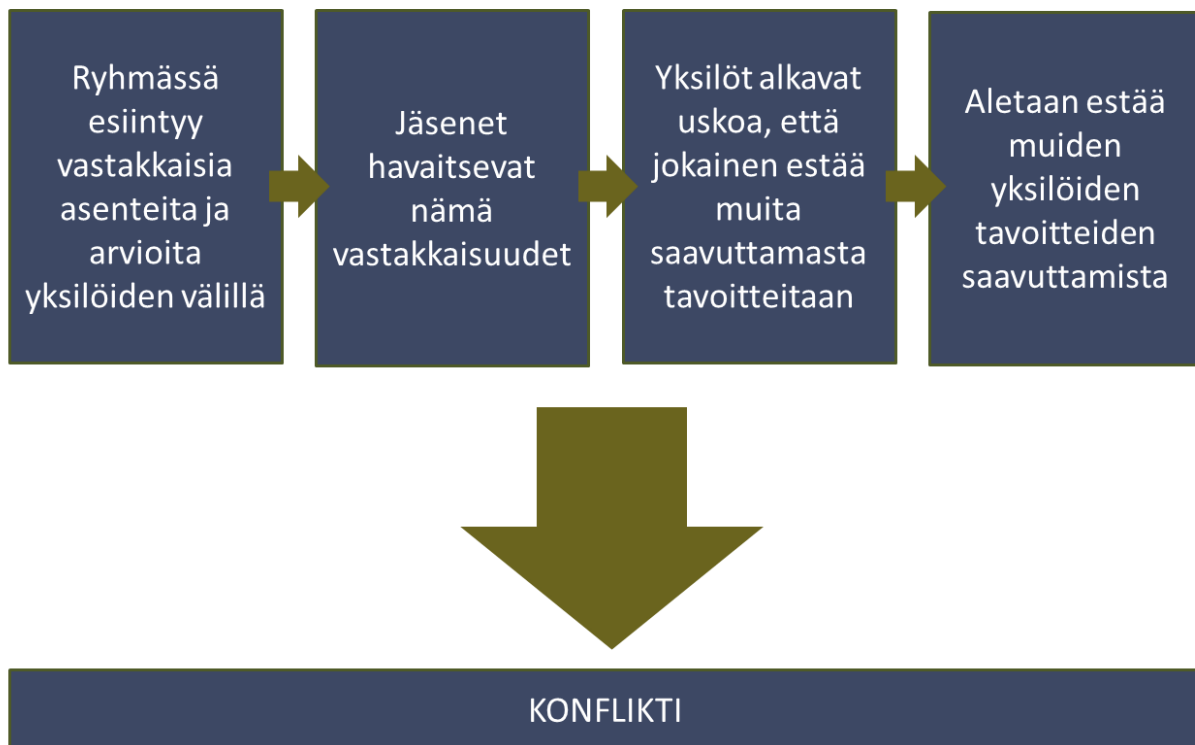 Ryhmässä
esiintyy
vastakkaisia
asenteita ja
arvioita
yksilöiden välillä
Jäsenet
havaitsevat
nämä
vastakkaisuudet
Yksilöt alkavat
uskoa, että
jokainen estää
muita
saavuttamasta
tavoitteitaan
Aletaan estää
muiden
yksilöiden
tavoitteiden
saavuttamista
KONFLIKTI